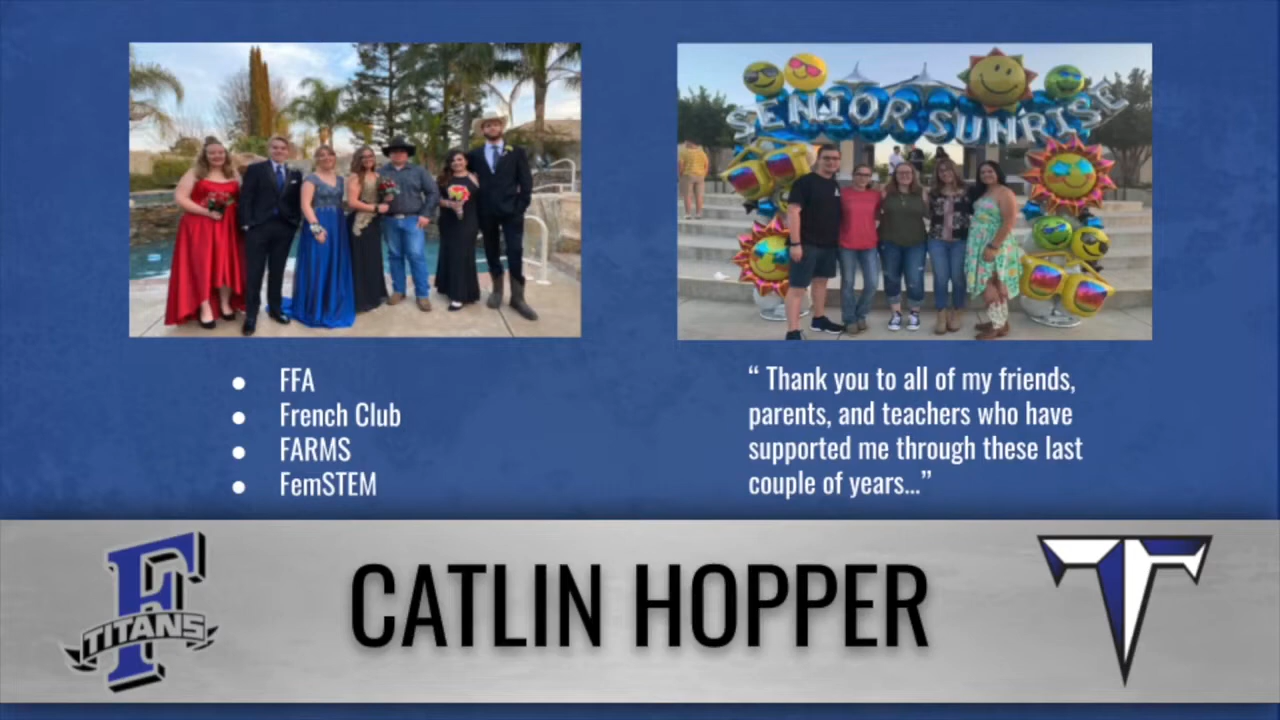 SENIOR SUNRISE
● FFA
● French Club
● FARMS
● FemSTEM
“ Thank you to all of my friends,
parents, and teachers who have
supported me through these last
couple of years...”
F
TITANS
CATLIN HOPPER
T